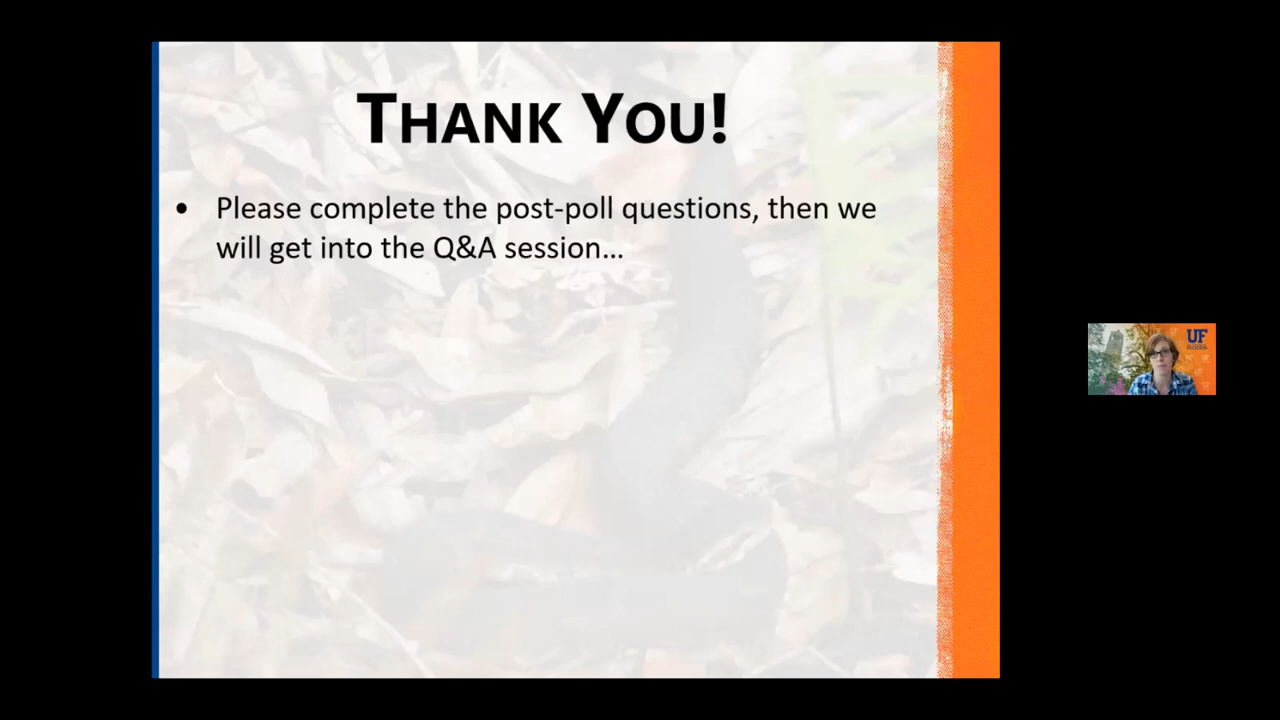 THANK YOU!
• Please complete the post-poll questions, then we
will get into the Q&A session...
UF